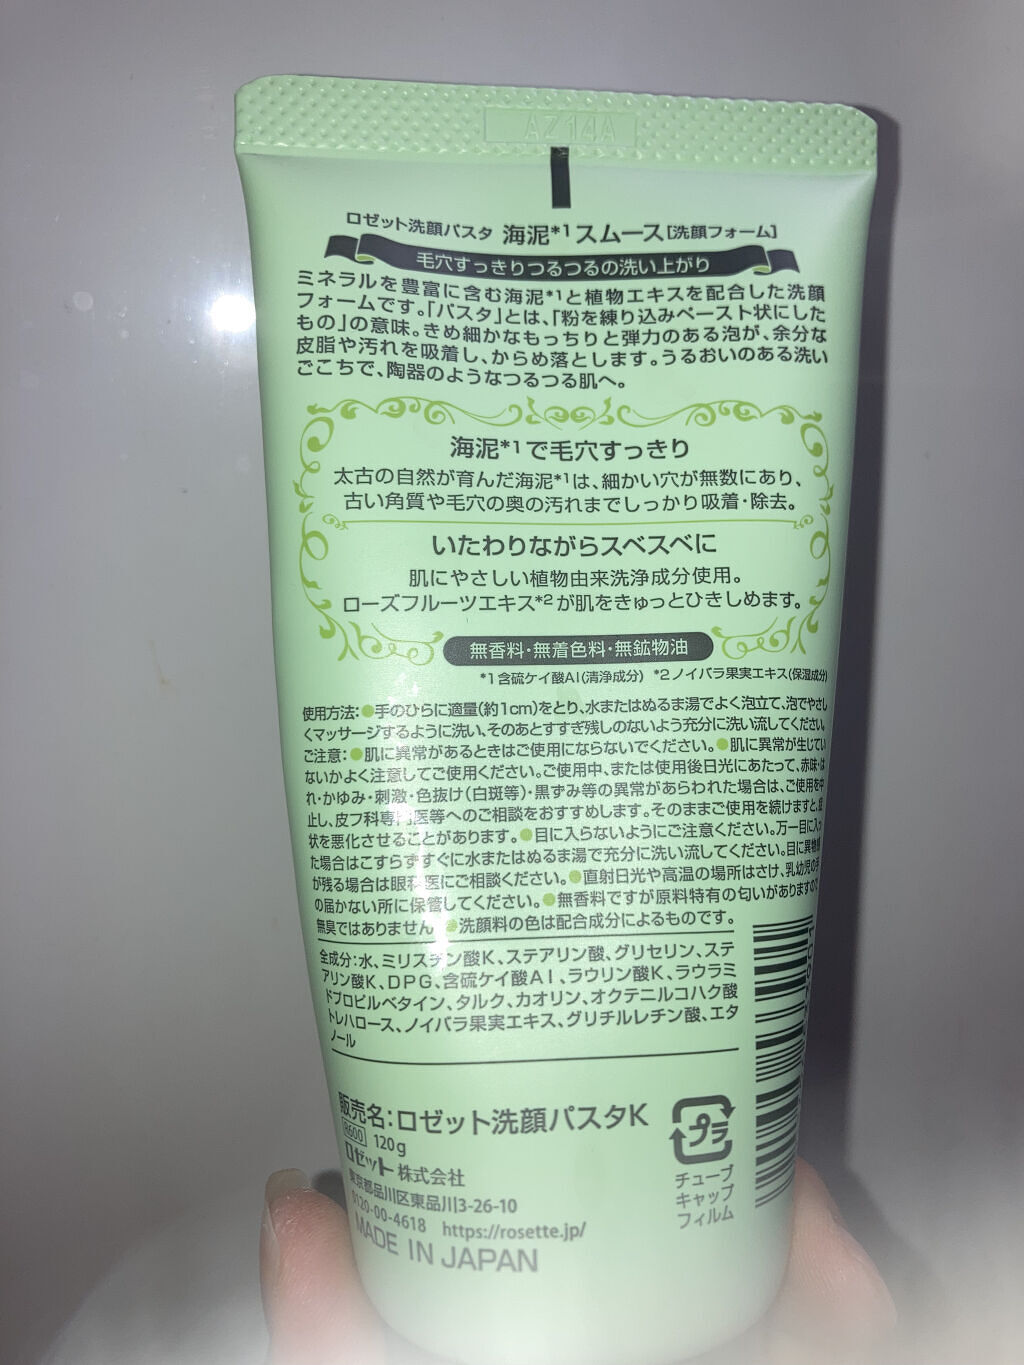 AZ14A
ロゼット洗顔パスタ 海泥*1スムース[洗顔フォーム]
毛穴すっきりつるつるの洗い上がり
ミネラルを豊富に含む海泥*1と植物エキスを配合した洗顔
フォームです。「パスタ」とは、「粉を練り込みペースト状にした
もの」の意味。きめ細かなもっちりと弾力のある泡が、余分な
皮脂や汚れを吸着し、からめ落とします。うるおいのある洗い
ごこちで、陶器のようなつるつる肌へ。
海泥*1で毛穴すっきり
太古の自然が育んだ海泥*1は、細かい穴が無数にあり、
古い角質や毛穴の奥の汚れまでしっかり吸着・除去。
いたわりながらスベスベに
肌にやさしい植物由来洗浄成分使用。
ローズフルーツエキス*2が肌をきゅっとひきしめます。
無香料・無着色料・無鉱物油
*1 含硫ケイ酸Al(清浄成分) *2 ノイバラ果実エキス(保湿成分)
使用方法:●手のひらに適量(約1cm)をとり、水またはぬるま湯でよく泡立て、泡でやさし
くマッサージするように洗い、そのあとすすぎ残しのないよう充分に洗い流してください。
ご注意:●肌に異常があるときはご使用にならないでください。●肌に異常が生じてい
ないかよく注意してご使用ください。ご使用中、または使用後日光にあたって、赤味・は
れ・かゆみ・刺激・色抜け(白斑等)・黒ずみ等の異常があらわれた場合は、ご使用を中
止し、皮フ科専門医等へのご相談をおすすめします。そのままご使用を続けますと、症
状を悪化させることがあります。●目に入らないようにご注意ください。万一目に入っ
た場合はこすらずすぐに水またはぬるま湯で充分に洗い流してください。目に異物感
が残る場合は眼科医にご相談ください。●直射日光や高温の場所はさけ、乳幼児の手
の届かない所に保管してください。●無香料ですが原料特有の匂いがありますので
無臭ではありません。●洗顔料の色は配合成分によるものです。
全成分:水、ミリスチン酸K、ステアリン酸、グリセリン、ステ
アリン酸K、DPG、含硫ケイ酸Al、ラウリン酸K、ラウラミ
ドプロピルベタイン、タルク、カオリン、オクテニルコハク酸
トレハロース、ノイバラ果実エキス、グリチルレチン酸、エタ
ノール
販売名:ロゼット洗顔パスタK
R600 120g
ロゼット株式会社
東京都品川区東品川3-26-10
0120-00-4618 https://rosette.jp/
MADE IN JAPAN
プラ
チューブ
キャップ
フィルム